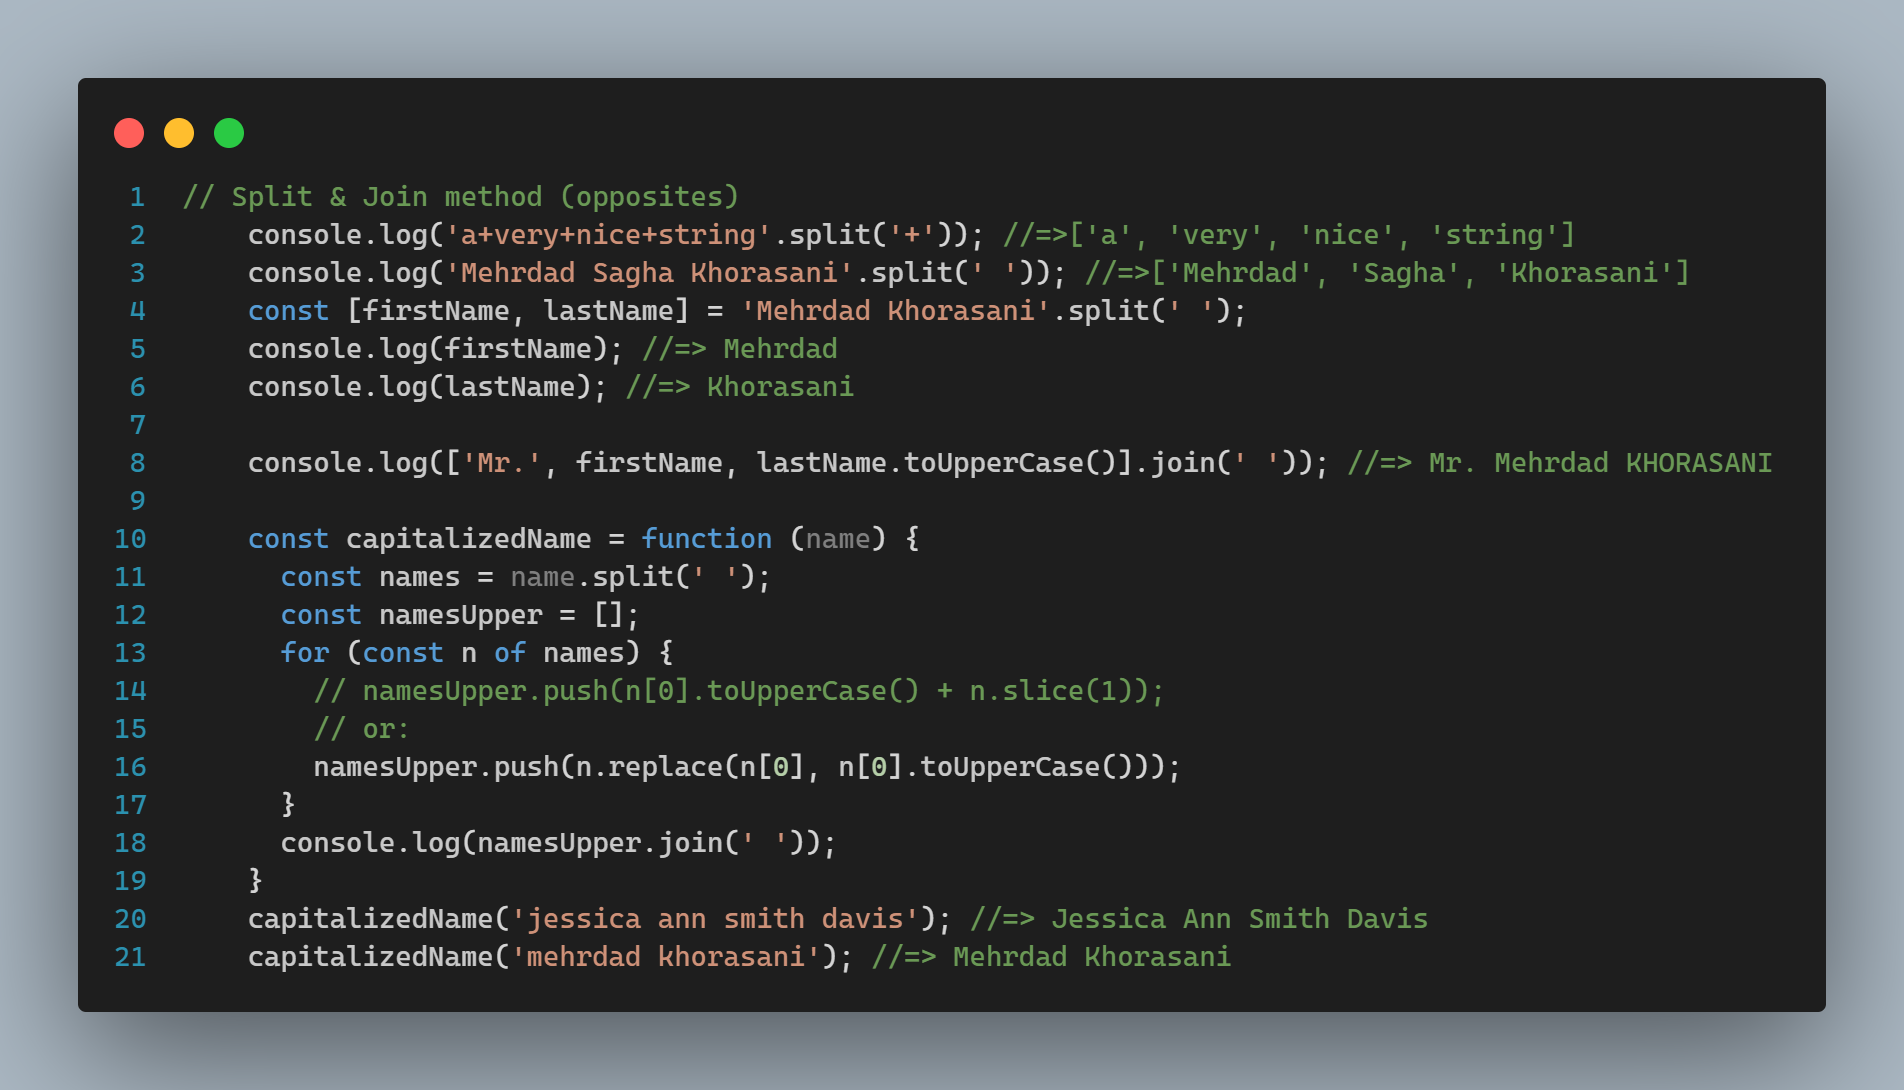 1 // Split & Join method (opposites)
2     console.log('a+very+nice+string'.split('+')); //=>['a', 'very', 'nice', 'string']
3     console.log('Mehrdad Sagha Khorasani'.split(' ')); //=>['Mehrdad', 'Sagha', 'Khorasani']
4     const [firstName, lastName] = 'Mehrdad Khorasani'.split(' ');
5     console.log(firstName); //=> Mehrdad
6     console.log(lastName); //=> Khorasani
7
8     console.log(['Mr.', firstName, lastName.toUpperCase()].join(' ')); //=> Mr. Mehrdad KHORASANI
9
10     const capitalizedName = function (name) {
11       const names = name.split(' ');
12       const namesUpper = [];
13       for (const n of names) {
14         // namesUpper.push(n[0].toUpperCase() + n.slice(1));
15         // or:
16         namesUpper.push(n.replace(n[0], n[0].toUpperCase()));
17       }
18       console.log(namesUpper.join(' '));
19     }
20     capitalizedName('jessica ann smith davis'); //=> Jessica Ann Smith Davis
21     capitalizedName('mehrdad khorasani'); //=> Mehrdad Khorasani